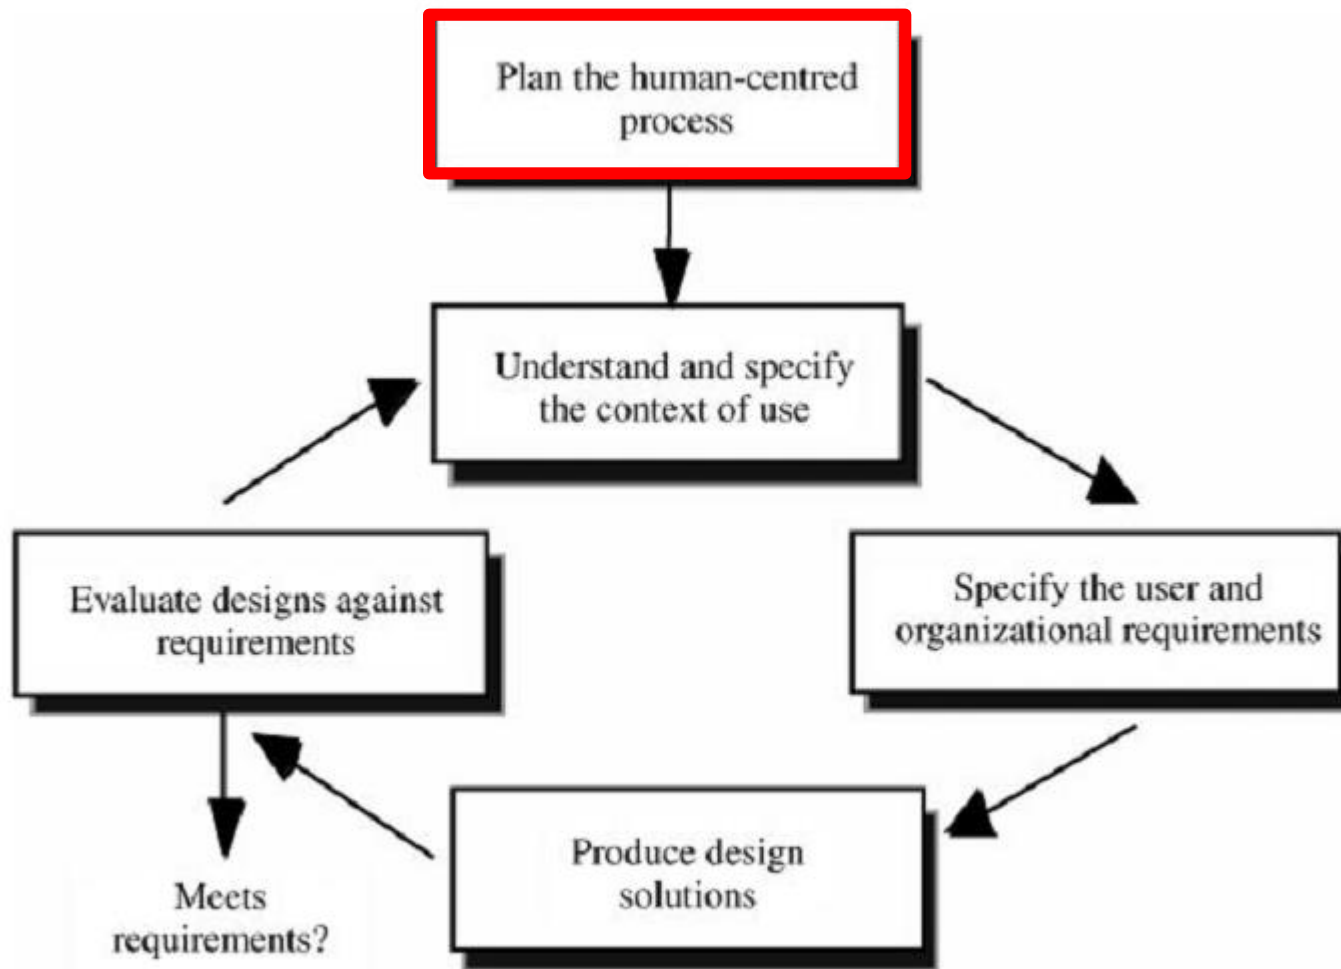 Plan the human-centred
process
Understand and specify
the context of use
Evaluate designs against
requirements
Specify the user and
organizational requirements
Produce design
solutions
Meets
requirements?